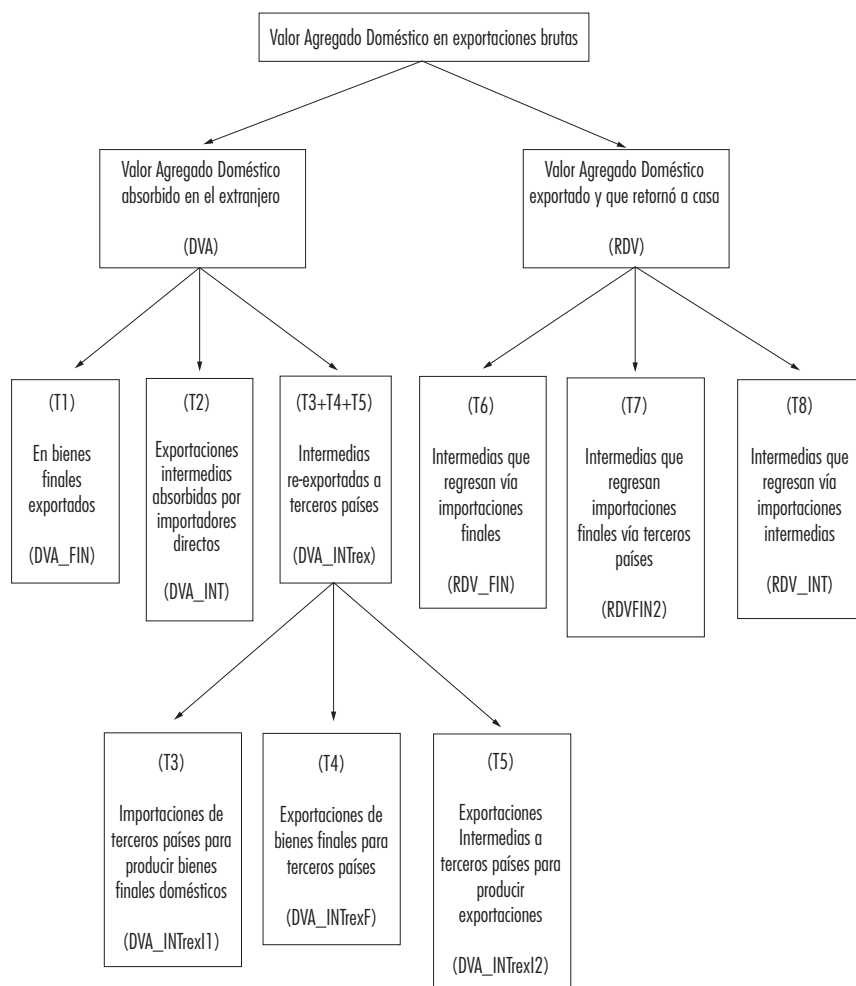 Valor Agregado Doméstico en exportaciones brutas
Valor Agregado Doméstico
absorbido en el extranjero
(DVA)
Valor Agregado Doméstico
exportado y que retornó a casa
(RDV)
(T1)
En bienes
finales
exportados
(DVA_FIN)
(T2)
Exportaciones
intermedias
absorbidas por
importadores
directos
(DVA_INT)
(T3+T4+T5)
Intermedias
re-exportadas a
terceros países
(DVA_INTrex)
(T6)
Intermedias que
regresan vía
importaciones
finales
(RDV_FIN)
(T7)
Intermedias que
regresan
importaciones
finales vía terceros
países
(RDVFIN2)
(T8)
Intermedias que
regresan vía
importaciones
intermedias
(RDV_INT)
(T3)
Importaciones de
terceros países para
producir bienes
finales domésticos
(DVA_INTrexI1)
(T4)
Exportaciones de
bienes finales para
terceros países
(DVA_INTrexF)
(T5)
Exportaciones
Intermedias a
terceros países para
producir
exportaciones
(DVA_INTrexI2)